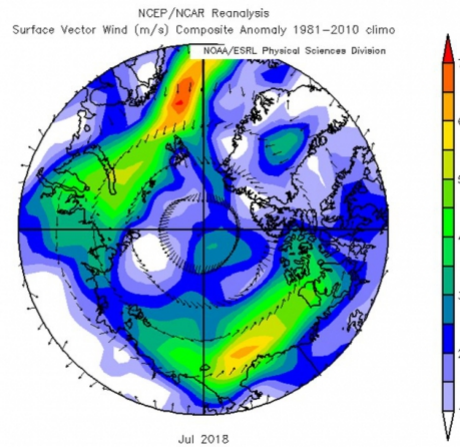 NCEP/NCAR Reanalysis
Surface Vector Wind (m/s) Composite Anomaly 1981−2010 climo
NOAA/ESRL Physical Sciences Division
Jul 2018